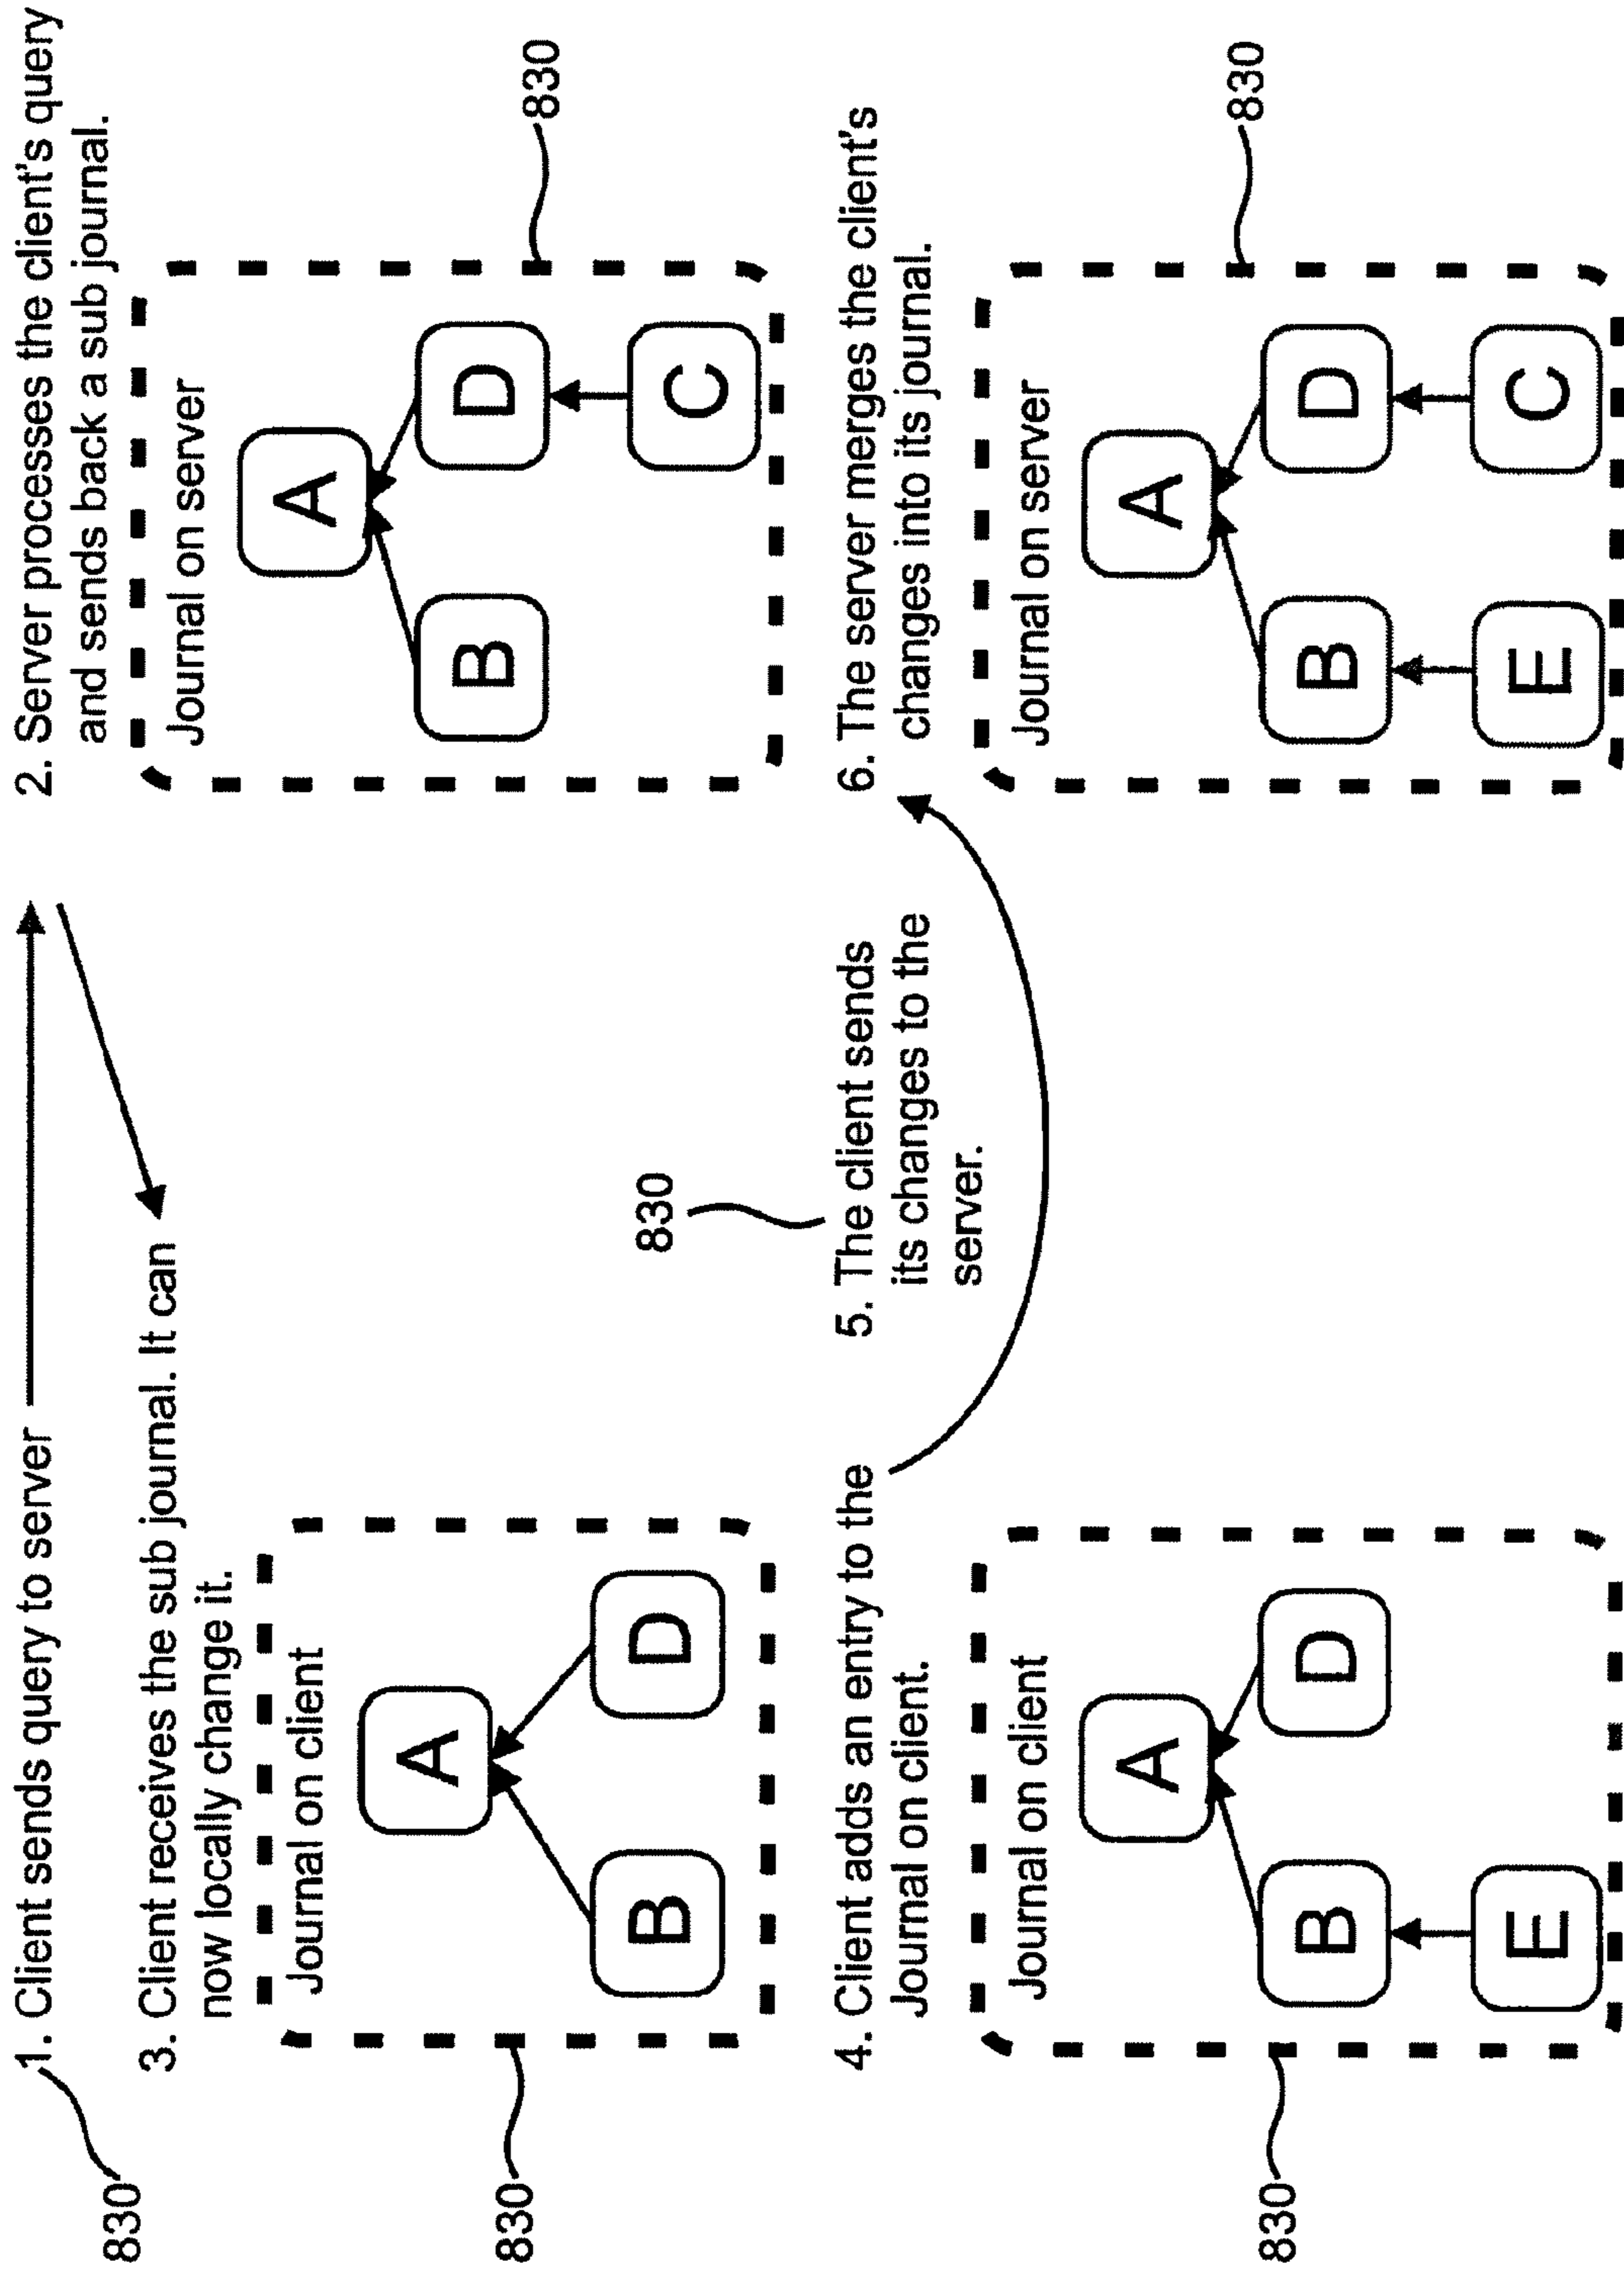 1. Client sends query to server
830
2. Server processes the client's query
and sends back a sub journal.
Journal on server
A
B
D
C
830
3. Client receives the sub journal. It can
now locally change it.
Journal on client
A
B
D
830
4. Client adds an entry to the
Journal on client.
Journal on client
A
B
D
E
830
830
5. The client sends
its changes to the
server.
6. The server merges the client's
changes into its journal.
Journal on server
A
B
D
E
C
830